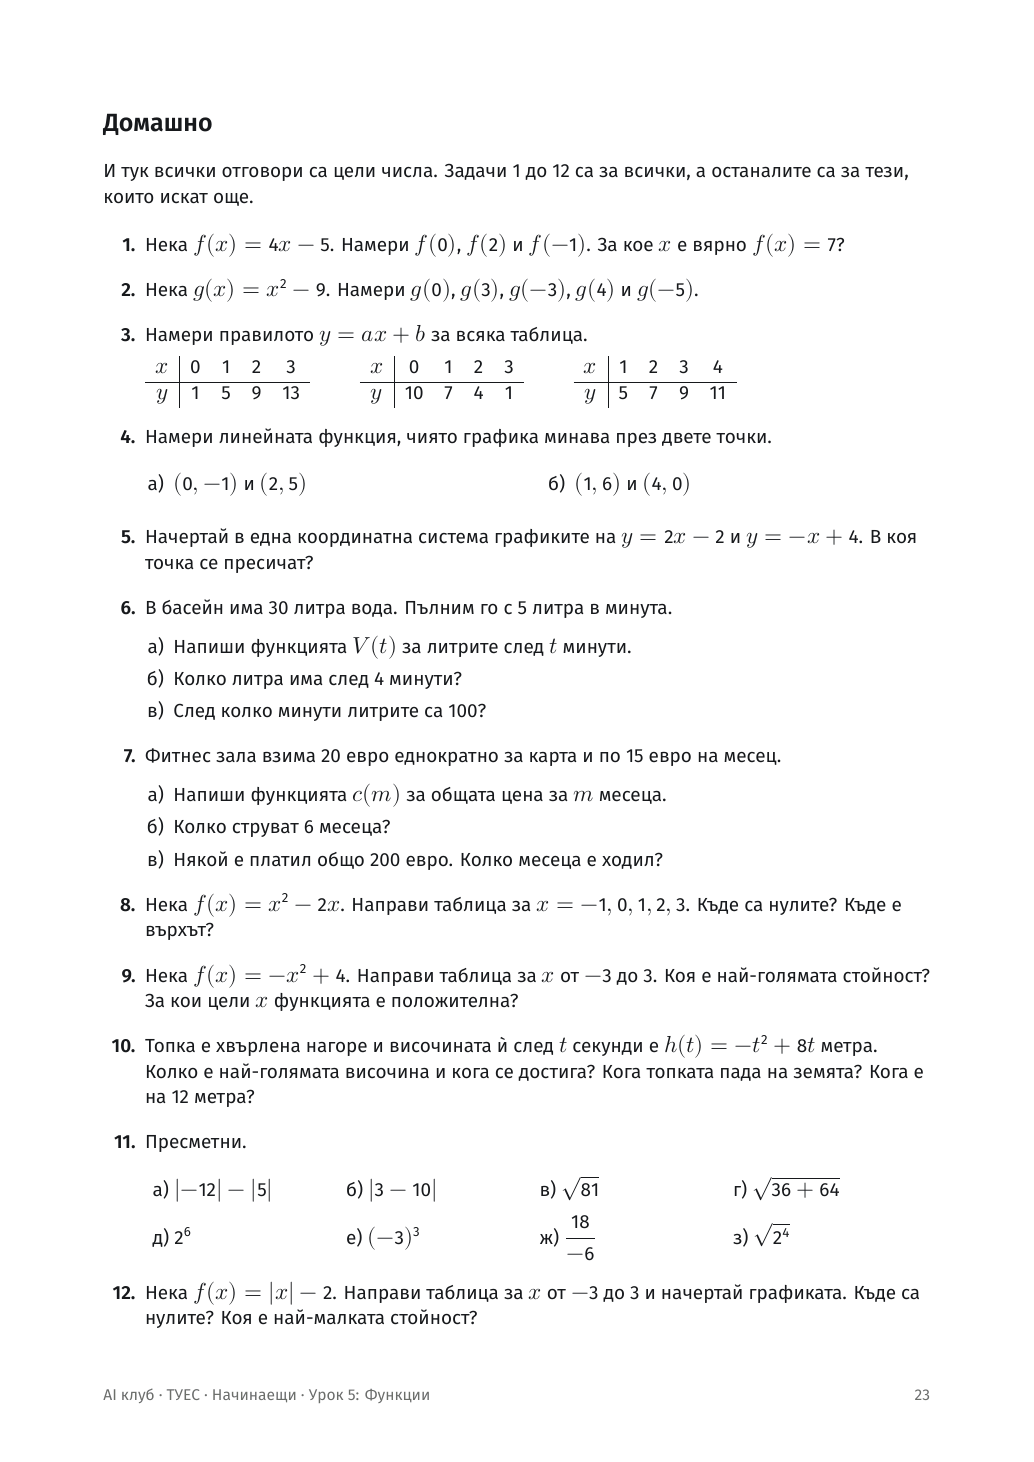 Домашно
И тук всички отговори са цели числа. Задачи 1 до 12 са за всички, а останалите са за тези,
които искат още.
1. Нека f(x) = 4x − 5. Намери f(0), f(2) и f(−1). За кое x е вярно f(x) = 7?
2. Нека g(x) = x² − 9. Намери g(0), g(3), g(−3), g(4) и g(−5).
3. Намери правилото y = ax + b за всяка таблица.
x 0 1 2 3 x 0 1 2 3 x 1 2 3 4
y 1 5 9 13 y 10 7 4 1 y 5 7 9 11
4. Намери линейната функция, чиято графика минава през двете точки.
а) (0, −1) и (2, 5) б) (1, 6) и (4, 0)
5. Начертай в една координатна система графиките на y = 2x − 2 и y = −x + 4. В коя
точка се пресичат?
6. В басейн има 30 литра вода. Пълним го с 5 литра в минута.
а) Напиши функцията V(t) за литрите след t минути.
б) Колко литра има след 4 минути?
в) След колко минути литрите са 100?
7. Фитнес зала взима 20 евро еднократно за карта и по 15 евро на месец.
а) Напиши функцията c(m) за общата цена за m месеца.
б) Колко струват 6 месеца?
в) Някой е платил общо 200 евро. Колко месеца е ходил?
8. Нека f(x) = x² − 2x. Направи таблица за x = −1, 0, 1, 2, 3. Къде са нулите? Къде е
върхът?
9. Нека f(x) = −x² + 4. Направи таблица за x от −3 до 3. Коя е най-голямата стойност?
За кои цели x функцията е положителна?
10. Топка е хвърлена нагоре и височината ѝ след t секунди е h(t) = −t² + 8t метра.
Колко е най-голямата височина и кога се достига? Кога топката пада на земята? Кога е
на 12 метра?
11. Пресметни.
а) |−12| − |5| б) |3 − 10| в) √81 г) √(36 + 64)
д) 2⁶ е) (−3)³ ж) 18/−6 з) √2⁴
12. Нека f(x) = |x| − 2. Направи таблица за x от −3 до 3 и начертай графиката. Къде са
нулите? Коя е най-малката стойност?
AI клуб · ТУЕС · Начинаещи · Урок 5: Функции 23